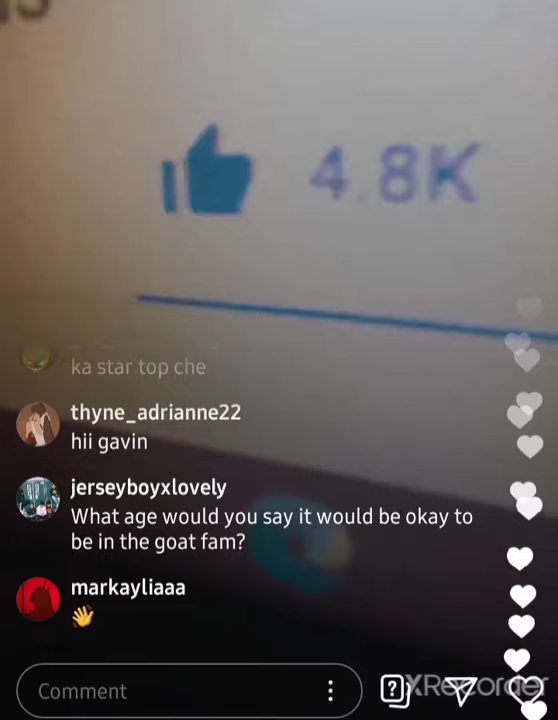 4.8K
ka star top che
thyne_adrianne22
hii gavin
jerseyboyxlovely
What age would you say it would be okay to
be in the goat fam?
markayliaaa
👋
Comment
XRecorder